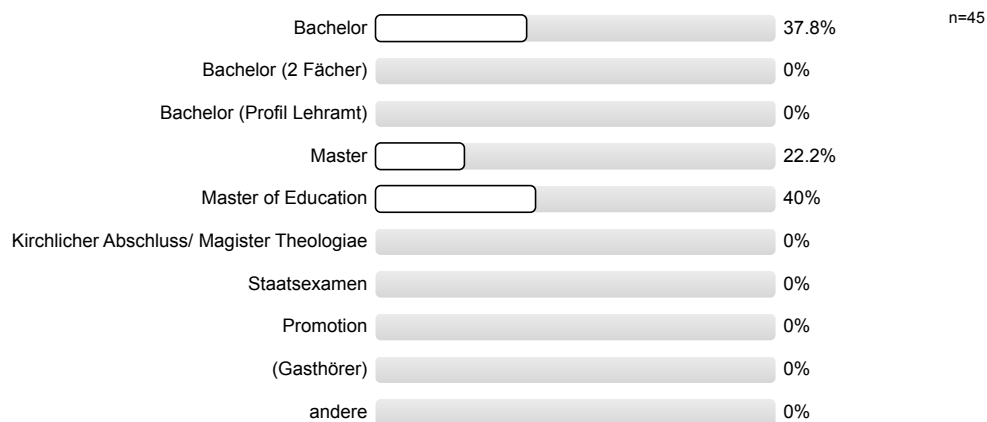 n=45
Bachelor 37.8%
Bachelor (2 Fächer) 0%
Bachelor (Profil Lehramt) 0%
Master 22.2%
Master of Education 40%
Kirchlicher Abschluss/ Magister Theologiae 0%
Staatsexamen 0%
Promotion 0%
(Gasthörer) 0%
andere 0%